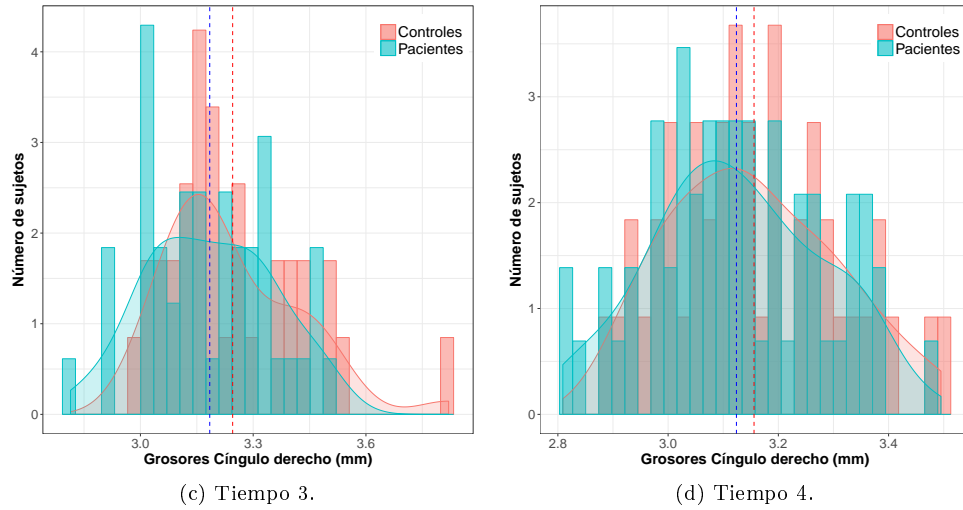 Controles
Pacientes
Número de sujetos
4
3
2
1
0
3.0 3.3 3.6
Grosores Cíngulo derecho (mm)
(c) Tiempo 3.
Controles
Pacientes
Número de sujetos
3
2
1
0
2.8 3.0 3.2 3.4
Grosores Cíngulo derecho (mm)
(d) Tiempo 4.